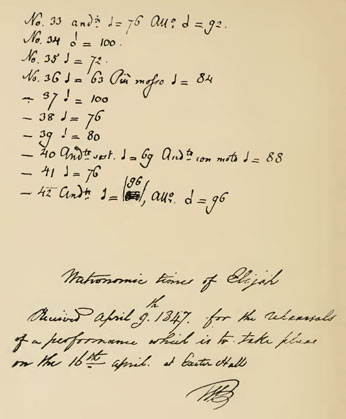 No. 33 andte ♩= 76 Allo. 𝅗𝅥= 92.
No. 34 𝅗𝅥= 100.
No. 35 ♩= 72.
No. 36 ♩= 63 Più mosso ♩= 84
– 37 ♩= 100
– 38 ♩= 76
– 39 ♩= 80
– 40 Andte sost. ♩= 69 Andte con moto ♩= 88
– 41 ♩= 76
– 42 Andte ♩= 96, Allo. 𝅗𝅥= 96
Metronomic times of Elijah
Received April 9th. 1847. for the rehearsals
of a performance which is to take place
on the 16th April. at Exeter Hall